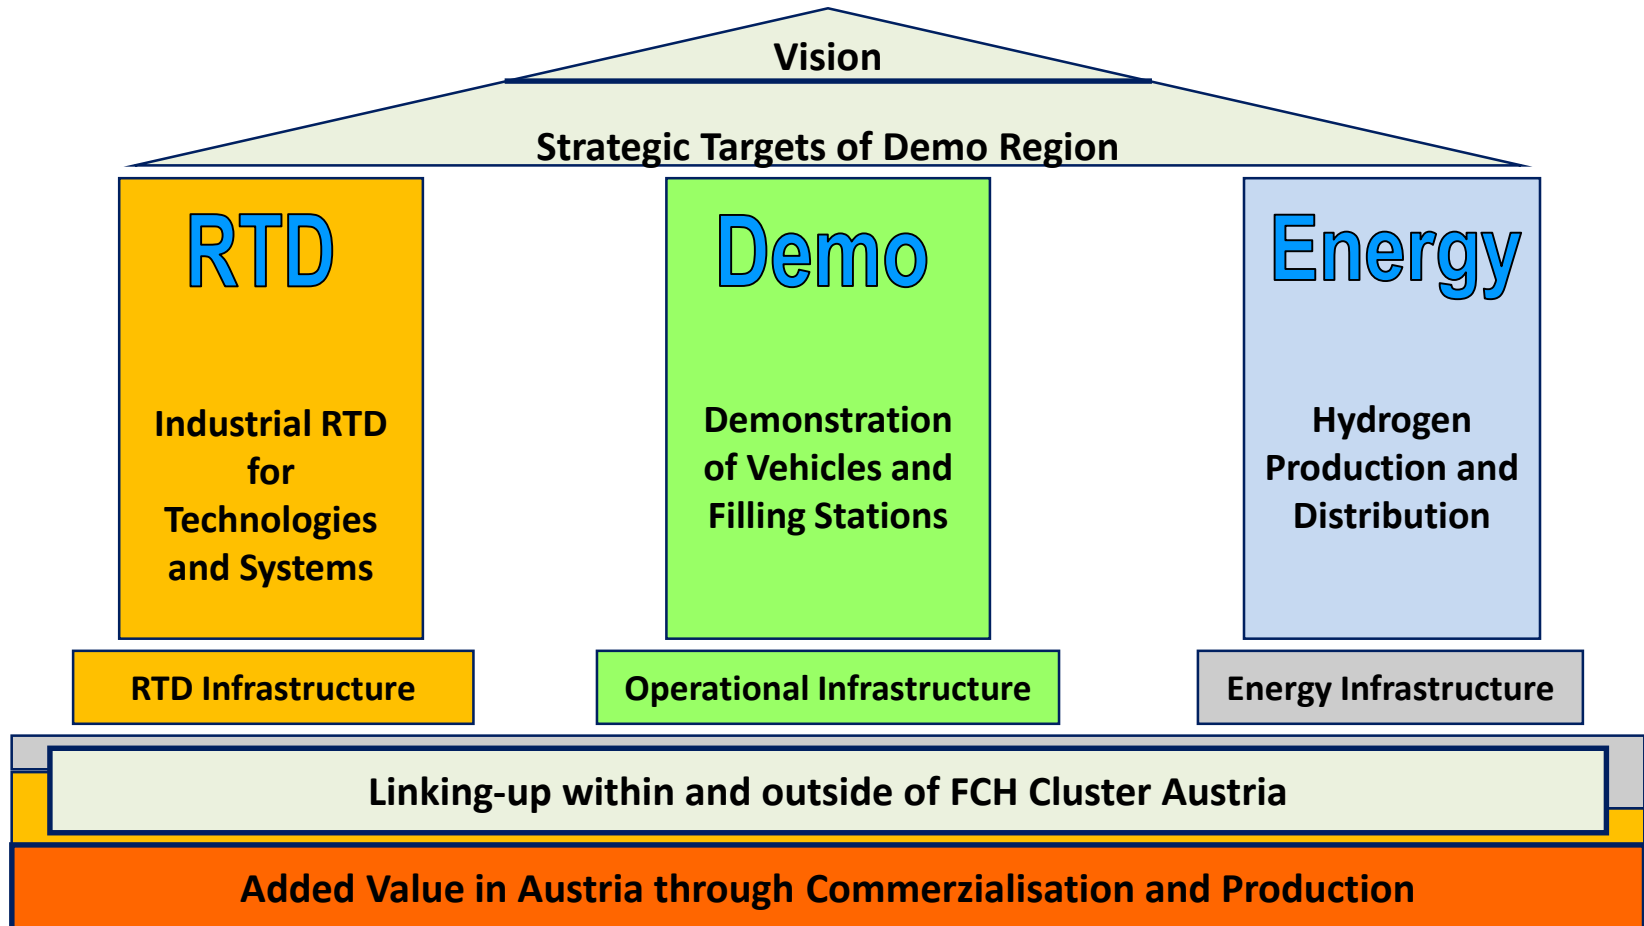 Vision
Strategic Targets of Demo Region
RTD
Industrial RTD
for
Technologies
and Systems
Demo
Demonstration
of Vehicles and
Filling Stations
Energy
Hydrogen
Production and
Distribution
RTD Infrastructure
Operational Infrastructure
Energy Infrastructure
Linking-up within and outside of FCH Cluster Austria
Added Value in Austria through Commerzialisation and Production